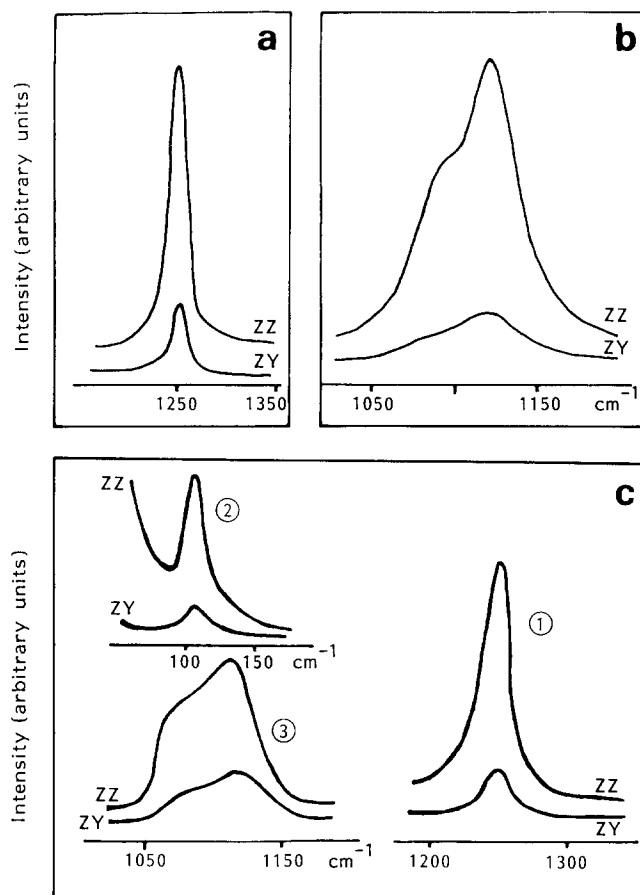 a
b
Intensity (arbitrary units)
ZZ
ZY
1250
1350
ZZ
ZY
1050
1150
cm⁻¹
c
Intensity (arbitrary units)
ZZ
②
ZY
100
150
cm⁻¹
①
③
ZZ
ZY
1050
1150
cm⁻¹
ZZ
ZY
1200
1300